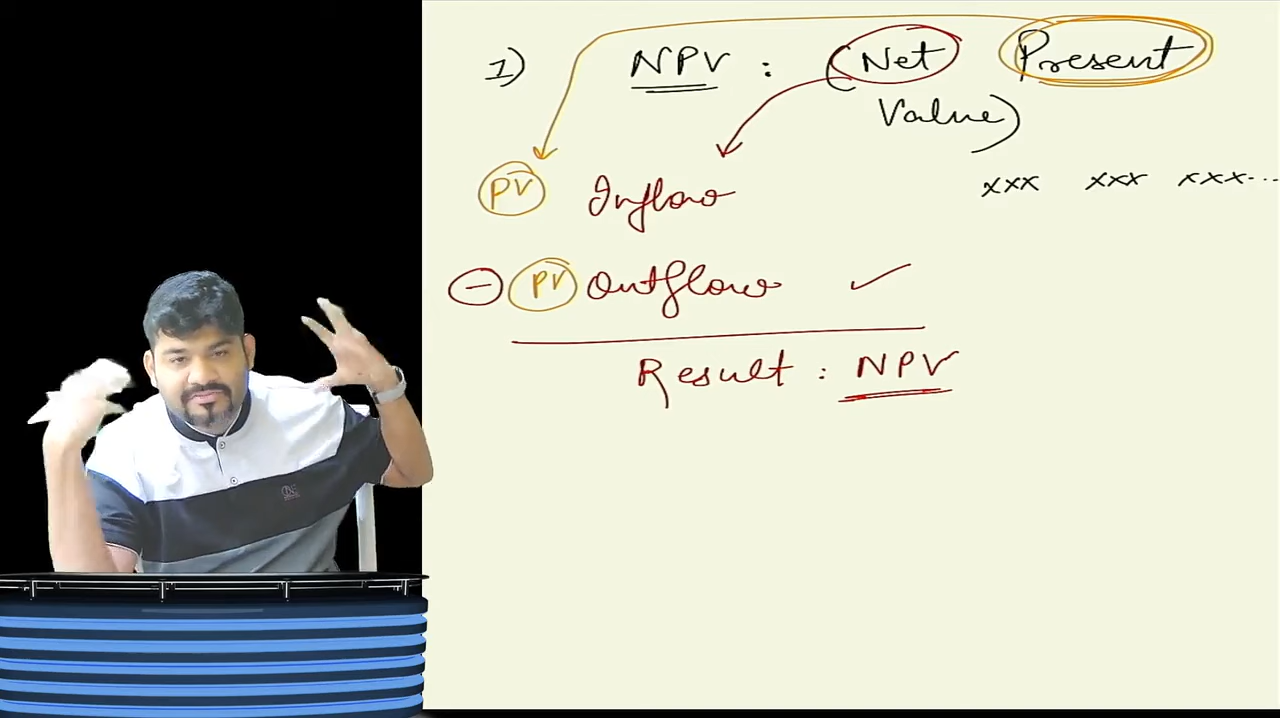 1) NPV : (Net Present
Value)
PV Inflow xxx xxx xxx...
- PV Outflow ✓
Result : NPV